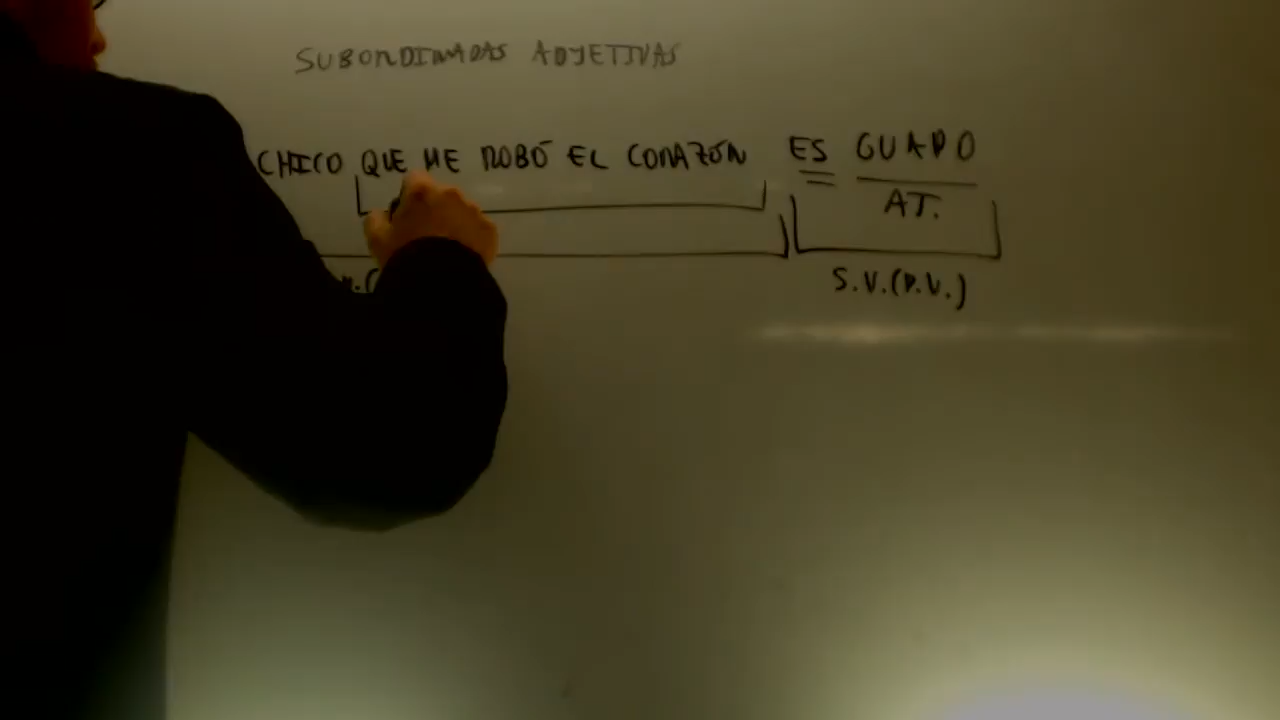 SUBORDINADAS ADJETIVAS
CHICO QUE ME ROBÓ EL CORAZÓN ES GUAPO
AT.
S.V.(P.V.)